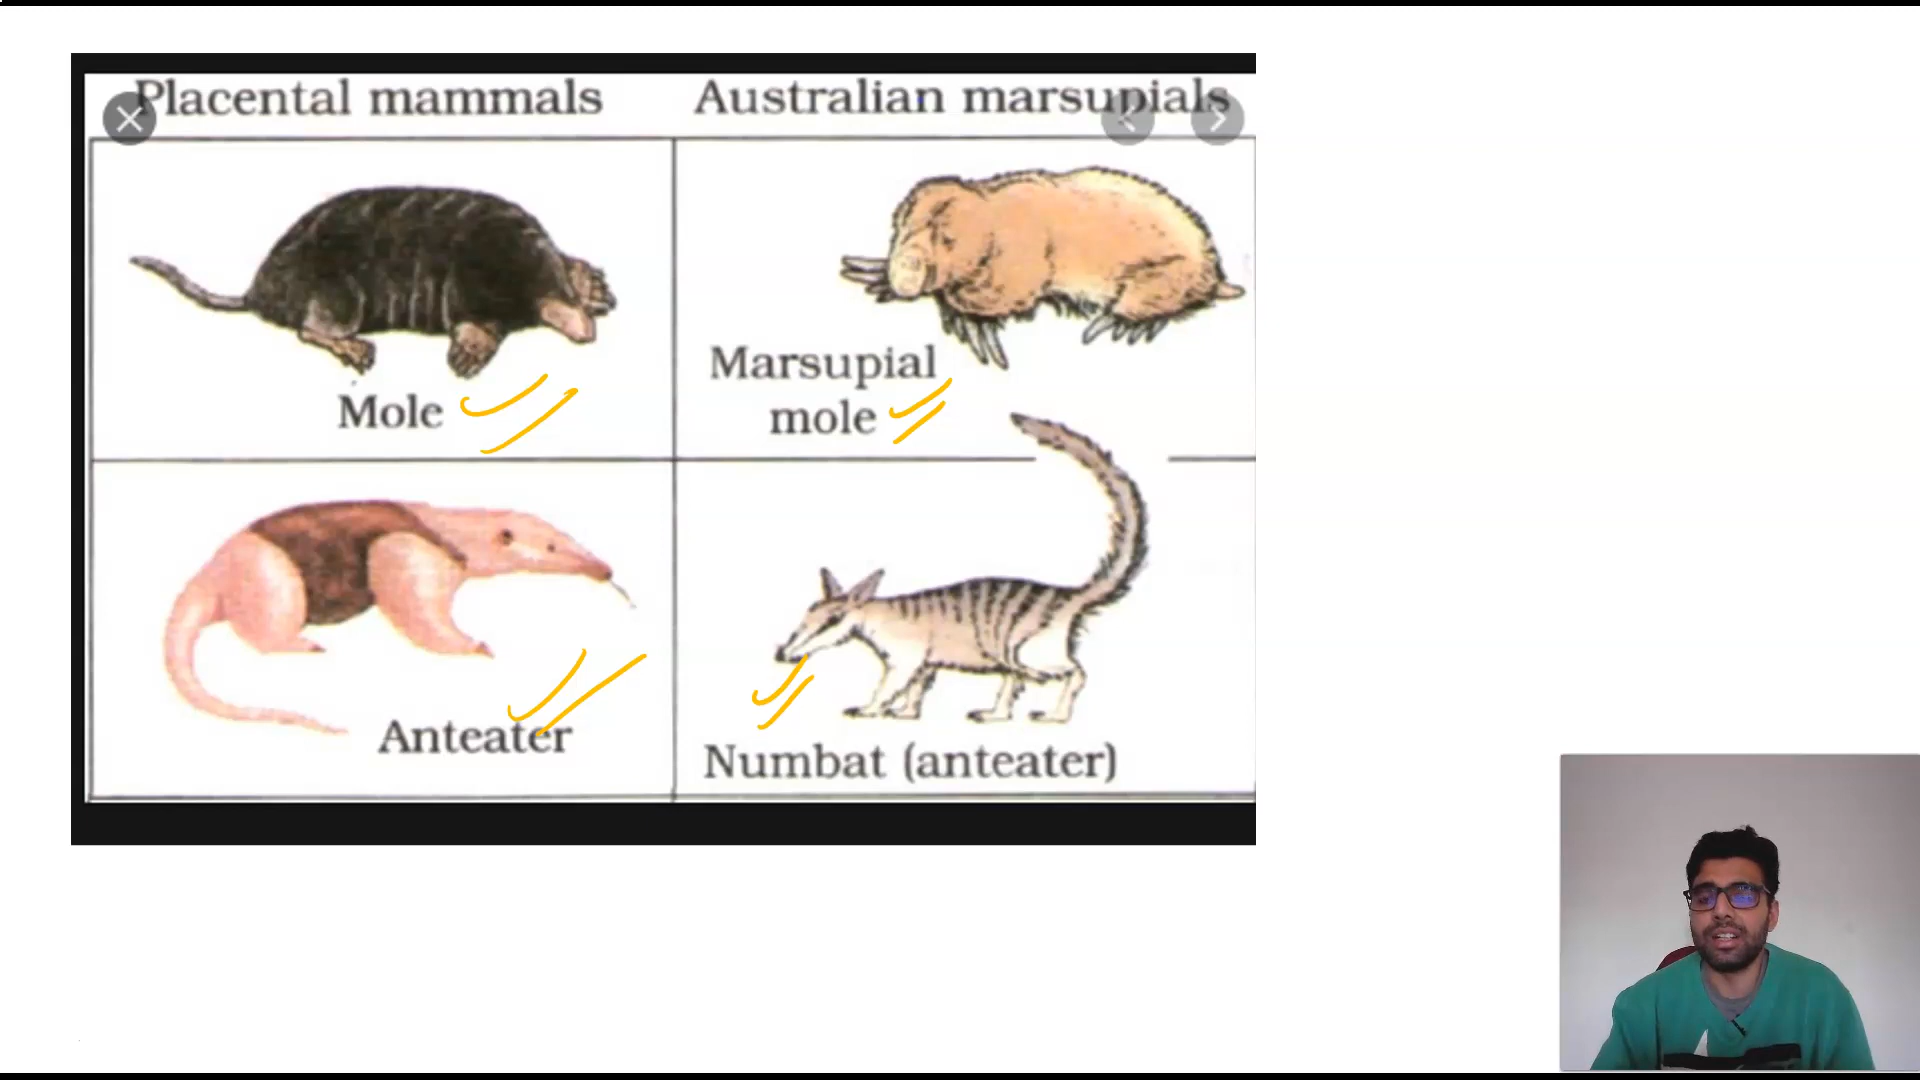 Placental mammals
Australian marsupials
Mole
Marsupial
mole
Anteater
Numbat (anteater)